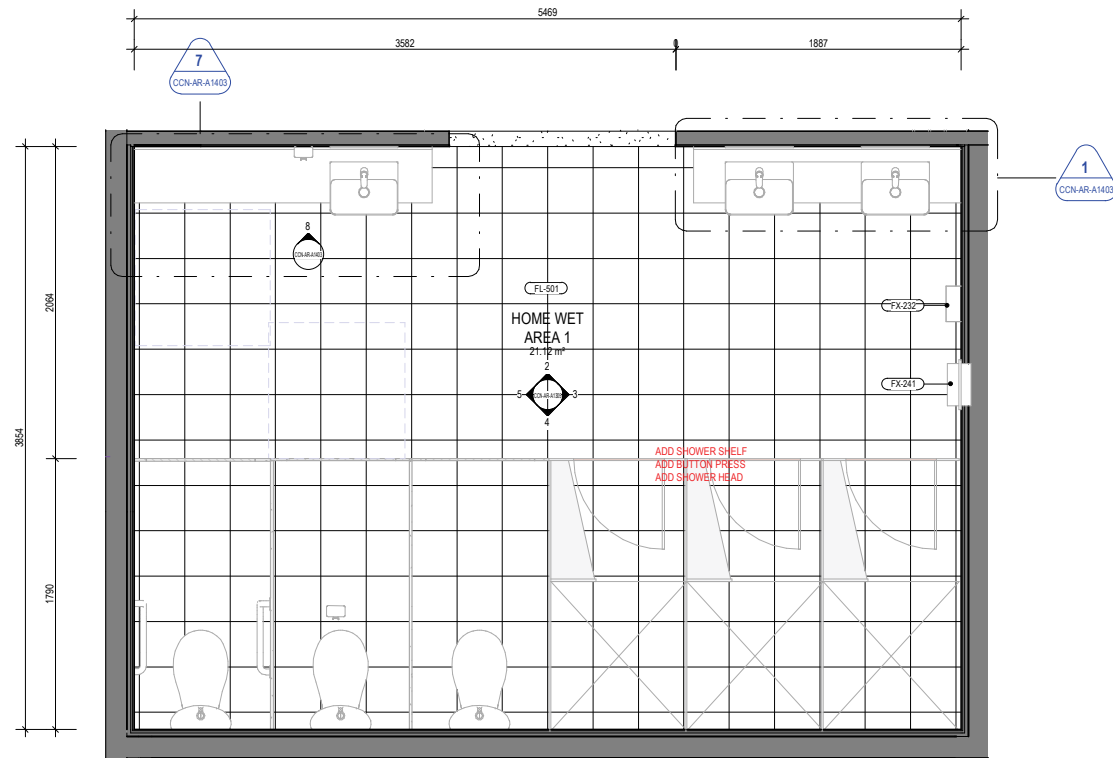 5469
3582
0
1887
7
CCN-AR-A1403
1
CCN-AR-A1403
8
CCN-AR-A1403
FL-501
HOME WET
AREA 1
21.12 m²
FX-232
FX-241
2
5
3
4
2064
3854
1790
ADD SHOWER SHELF
ADD BUTTON PRESS
ADD SHOWER HEAD